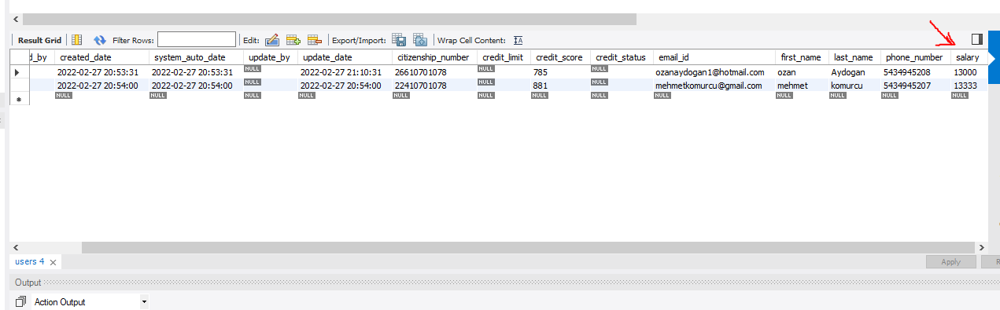 Result Grid Filter Rows: Edit: Export/Import: Wrap Cell Content:
d_by created_date system_auto_date update_by update_date citizenship_number credit_limit credit_score credit_status email_id first_name last_name phone_number salary
2022-02-27 20:53:31 2022-02-27 20:53:31 NULL 2022-02-27 21:10:31 26610701078 NULL 785 NULL ozanaydogan1@hotmail.com ozan Aydogan 5434945208 13000
2022-02-27 20:54:00 2022-02-27 20:54:00 NULL 2022-02-27 20:54:00 22410701078 NULL 881 NULL mehmetkomurcu@gmail.com mehmet komurcu 5434945207 13333
NULL NULL NULL NULL NULL NULL NULL NULL NULL NULL NULL NULL NULL
users 4 Apply R
Output
Action Output